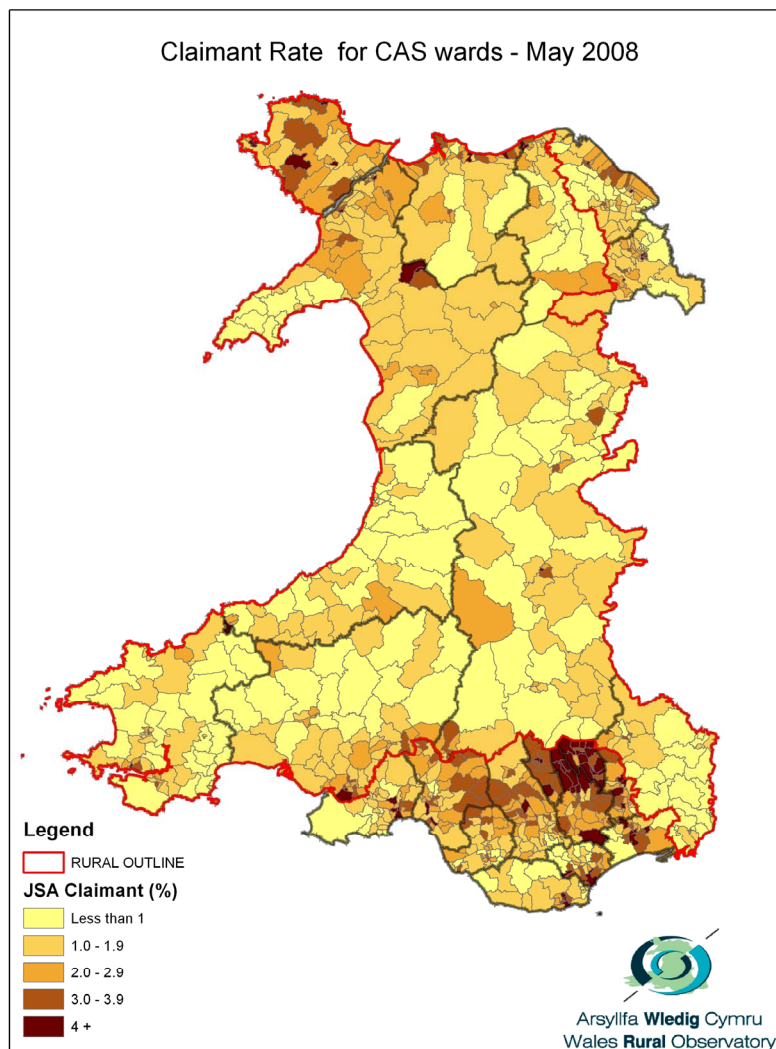 Claimant Rate for CAS wards - May 2008
Legend
RURAL OUTLINE
JSA Claimant (%)
Less than 1
1.0 - 1.9
2.0 - 2.9
3.0 - 3.9
4 +
Arsyllfa Wledig Cymru
Wales Rural Observatory